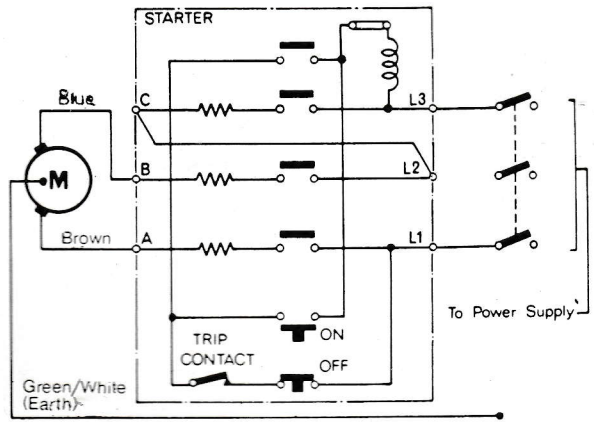 STARTER
Blue
C
L3
M
B
L2
Brown
A
L1
To Power Supply
ON
TRIP
CONTACT
OFF
Green/White
(Earth)